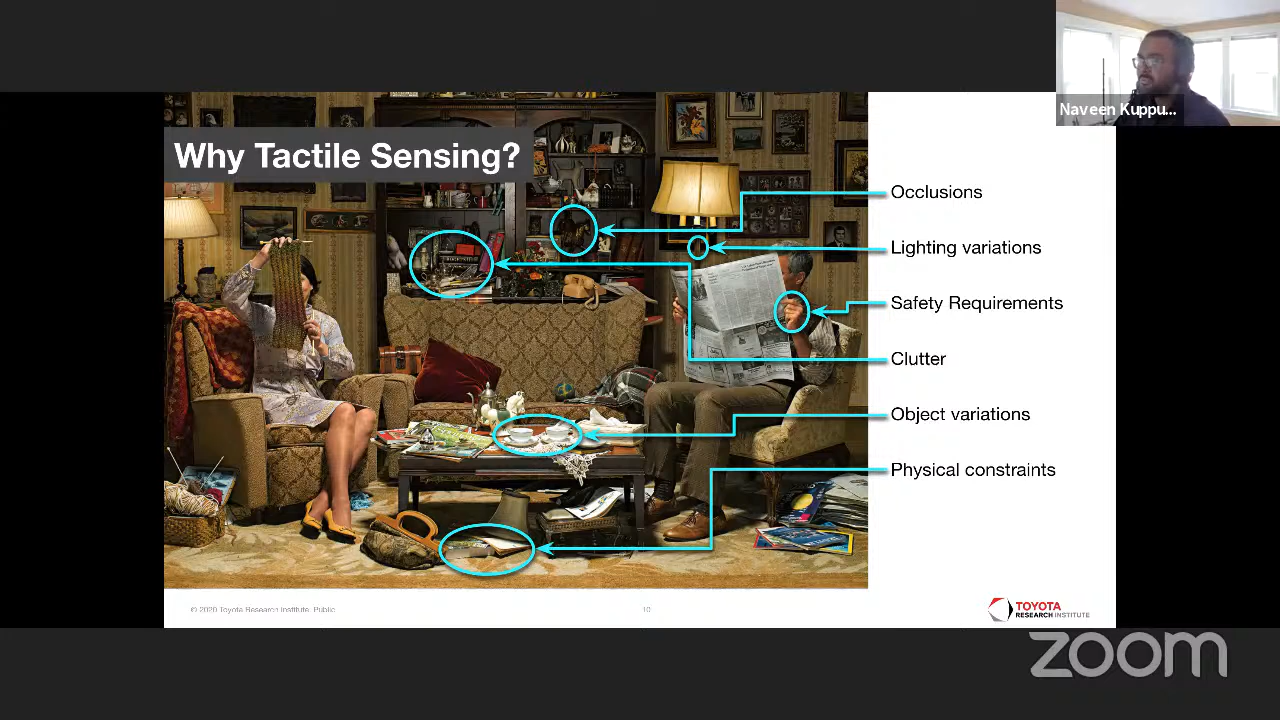 Naveen Kuppu...
Why Tactile Sensing?
Occlusions
Lighting variations
Safety Requirements
Clutter
Object variations
Physical constraints
© 2020 Toyota Research Institute. Public
10
TOYOTA
RESEARCH INSTITUTE
zoom